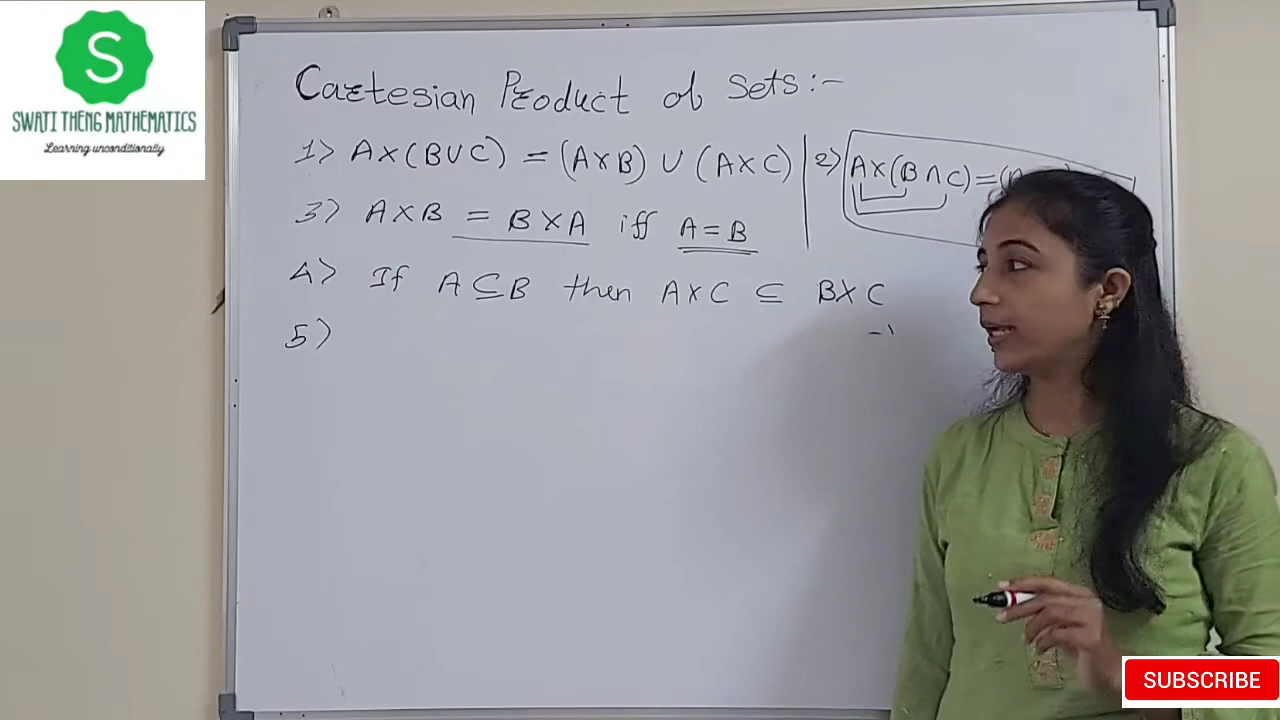 S
SWATI THENG MATHEMATICS
Learning unconditionally
Cartesian Product of Sets:-
1> A×(B∪C) = (A×B) ∪ (A×C)
2> A×(B∩C)=(
3> A×B = B×A iff A=B
4> If A⊆B then A×C ⊆ B×C
5>
SUBSCRIBE